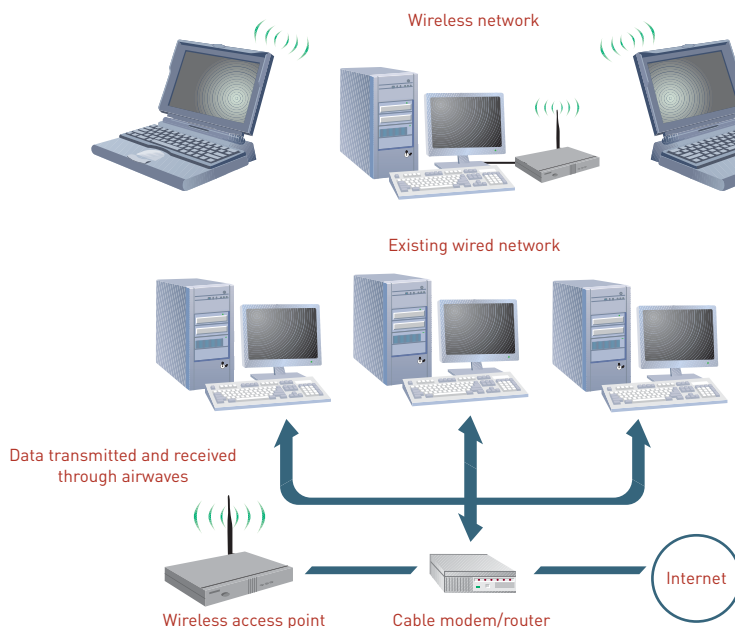 Wireless network
Existing wired network
Data transmitted and received
through airwaves
Internet
Wireless access point
Cable modem/router